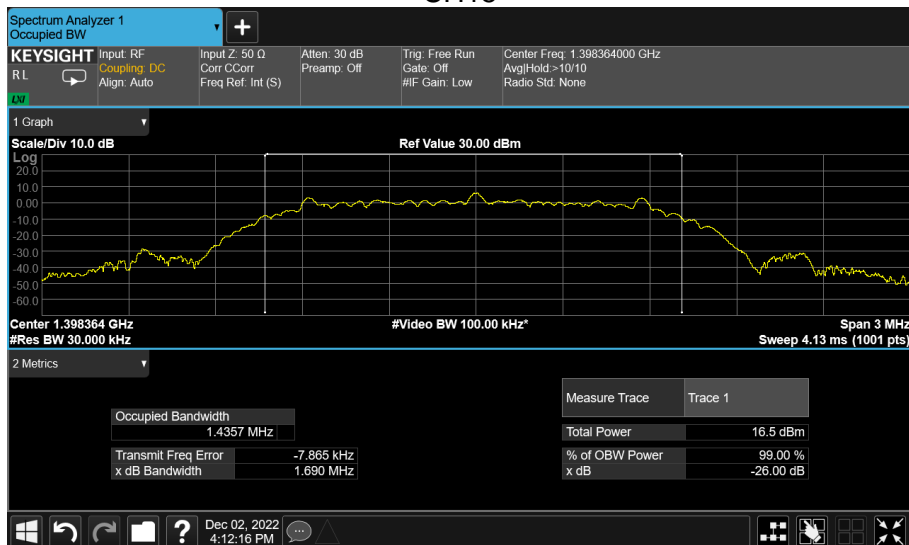 Spectrum Analyzer 1
Occupied BW
+
KEYSIGHT Input: RF Input Z: 50 Ω Atten: 30 dB Trig: Free Run Center Freq: 1.398364000 GHz
RL Coupling: DC Corr CCorr Preamp: Off Gate: Off Avg|Hold:>10/10
Align: Auto Freq Ref: Int (S) #IF Gain: Low Radio Std: None
LXI
1 Graph
Scale/Div 10.0 dB Ref Value 30.00 dBm
Log
20.0
10.0
0.00
-10.0
-20.0
-30.0
-40.0
-50.0
-60.0
Center 1.398364 GHz #Video BW 100.00 kHz* Span 3 MHz
#Res BW 30.000 kHz Sweep 4.13 ms (1001 pts)
2 Metrics
Measure Trace Trace 1
Occupied Bandwidth
1.4357 MHz Total Power 16.5 dBm
Transmit Freq Error -7.865 kHz % of OBW Power 99.00 %
x dB Bandwidth 1.690 MHz x dB -26.00 dB
? Dec 02, 2022
4:12:16 PM